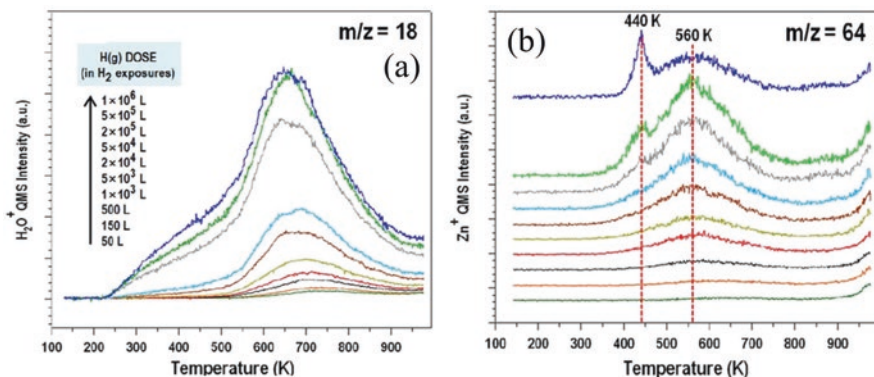 m/z = 18
(a)
H(g) DOSE
(in H₂ exposures)
1×10⁶ L
5×10⁵ L
2×10⁵ L
5×10⁴ L
2×10⁴ L
5×10³ L
1×10³ L
500 L
150 L
50 L
H₂O⁺ QMS Intensity (a.u.)
100 200 300 400 500 600 700 800 900
Temperature (K)
440 K
560 K
(b)
m/z = 64
Zn⁺ QMS Intensity (a.u.)
100 200 300 400 500 600 700 800 900
Temperature (K)